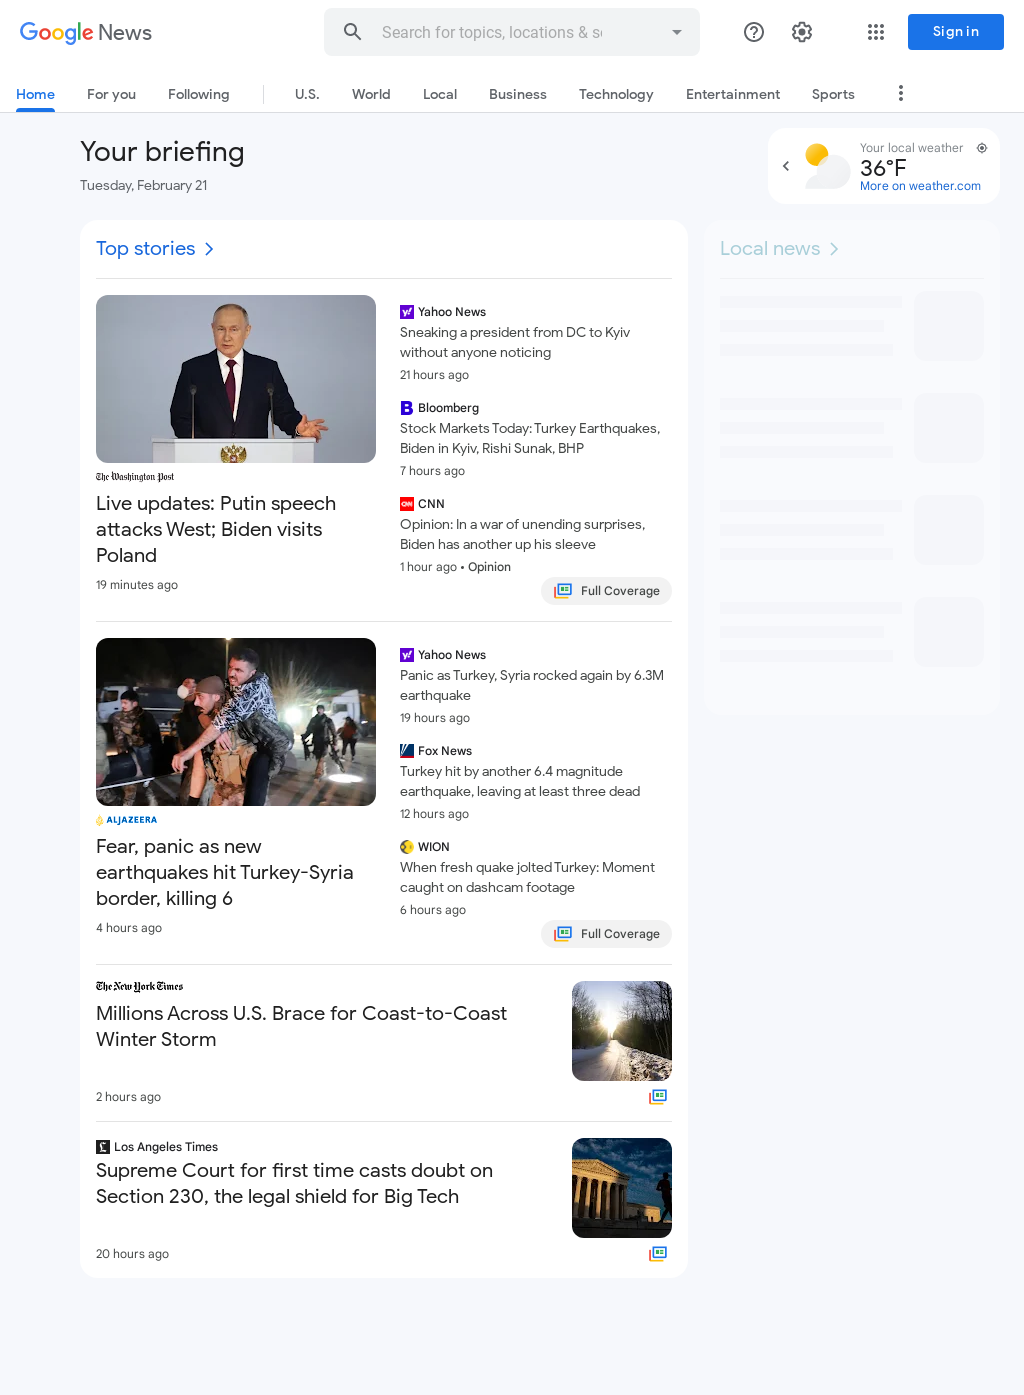 Google News
Search for topics, locations & so
Sign in
Home
For you
Following
U.S.
World
Local
Business
Technology
Entertainment
Sports
Your briefing
Tuesday, February 21
Your local weather
36°F
More on weather.com
Top stories
The Washington Post
Live updates: Putin speech
attacks West; Biden visits
Poland
19 minutes ago
Yahoo News
Sneaking a president from DC to Kyiv
without anyone noticing
21 hours ago
Bloomberg
Stock Markets Today: Turkey Earthquakes,
Biden in Kyiv, Rishi Sunak, BHP
7 hours ago
CNN
Opinion: In a war of unending surprises,
Biden has another up his sleeve
1 hour ago • Opinion
Full Coverage
ALJAZEERA
Fear, panic as new
earthquakes hit Turkey-Syria
border, killing 6
4 hours ago
Yahoo News
Panic as Turkey, Syria rocked again by 6.3M
earthquake
19 hours ago
Fox News
Turkey hit by another 6.4 magnitude
earthquake, leaving at least three dead
12 hours ago
WION
When fresh quake jolted Turkey: Moment
caught on dashcam footage
6 hours ago
Full Coverage
The New York Times
Millions Across U.S. Brace for Coast-to-Coast
Winter Storm
2 hours ago
Los Angeles Times
Supreme Court for first time casts doubt on
Section 230, the legal shield for Big Tech
20 hours ago
Local news